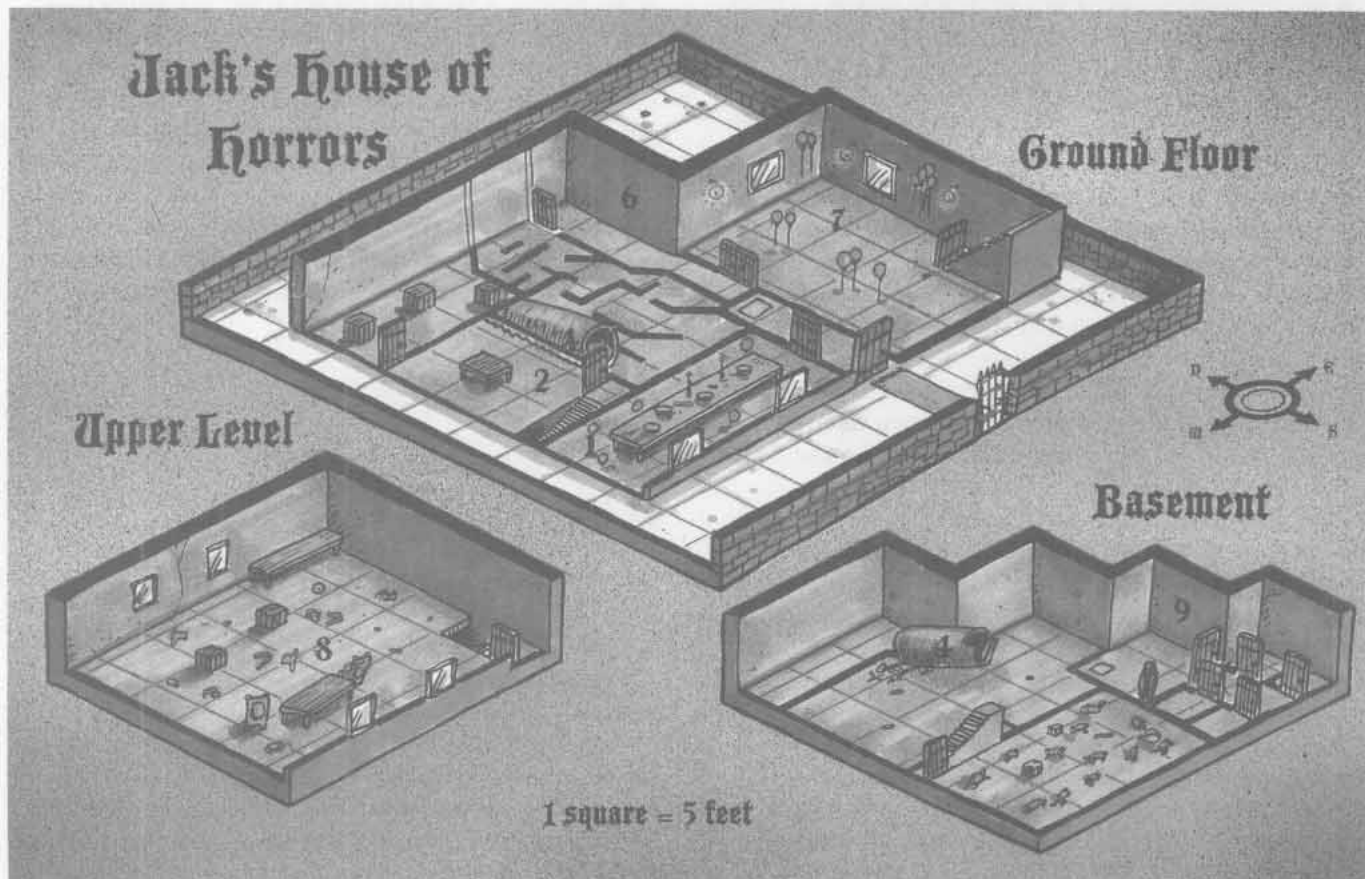 Jack's House of
Horrors
Ground Floor
6
7
2
n
E
W
S
Upper Level
Basement
8
4
9
1 square = 5 feet